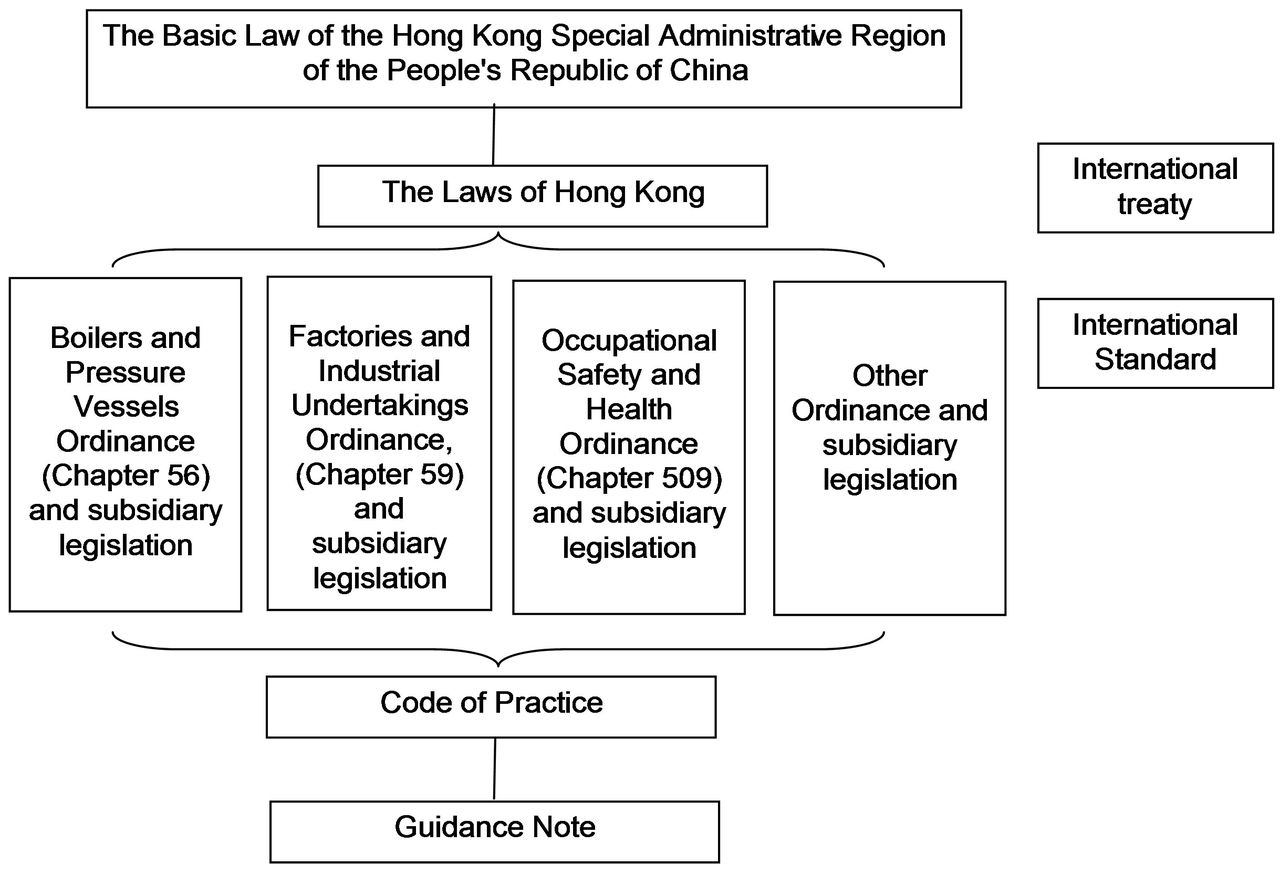 The Basic Law of the Hong Kong Special Administrative Region
of the People's Republic of China
The Laws of Hong Kong
International
treaty
International
Standard
Boilers and
Pressure
Vessels
Ordinance
(Chapter 56)
and subsidiary
legislation
Factories and
Industrial
Undertakings
Ordinance,
(Chapter 59)
and
subsidiary
legislation
Occupational
Safety and
Health
Ordinance
(Chapter 509)
and subsidiary
legislation
Other
Ordinance and
subsidiary
legislation
Code of Practice
Guidance Note